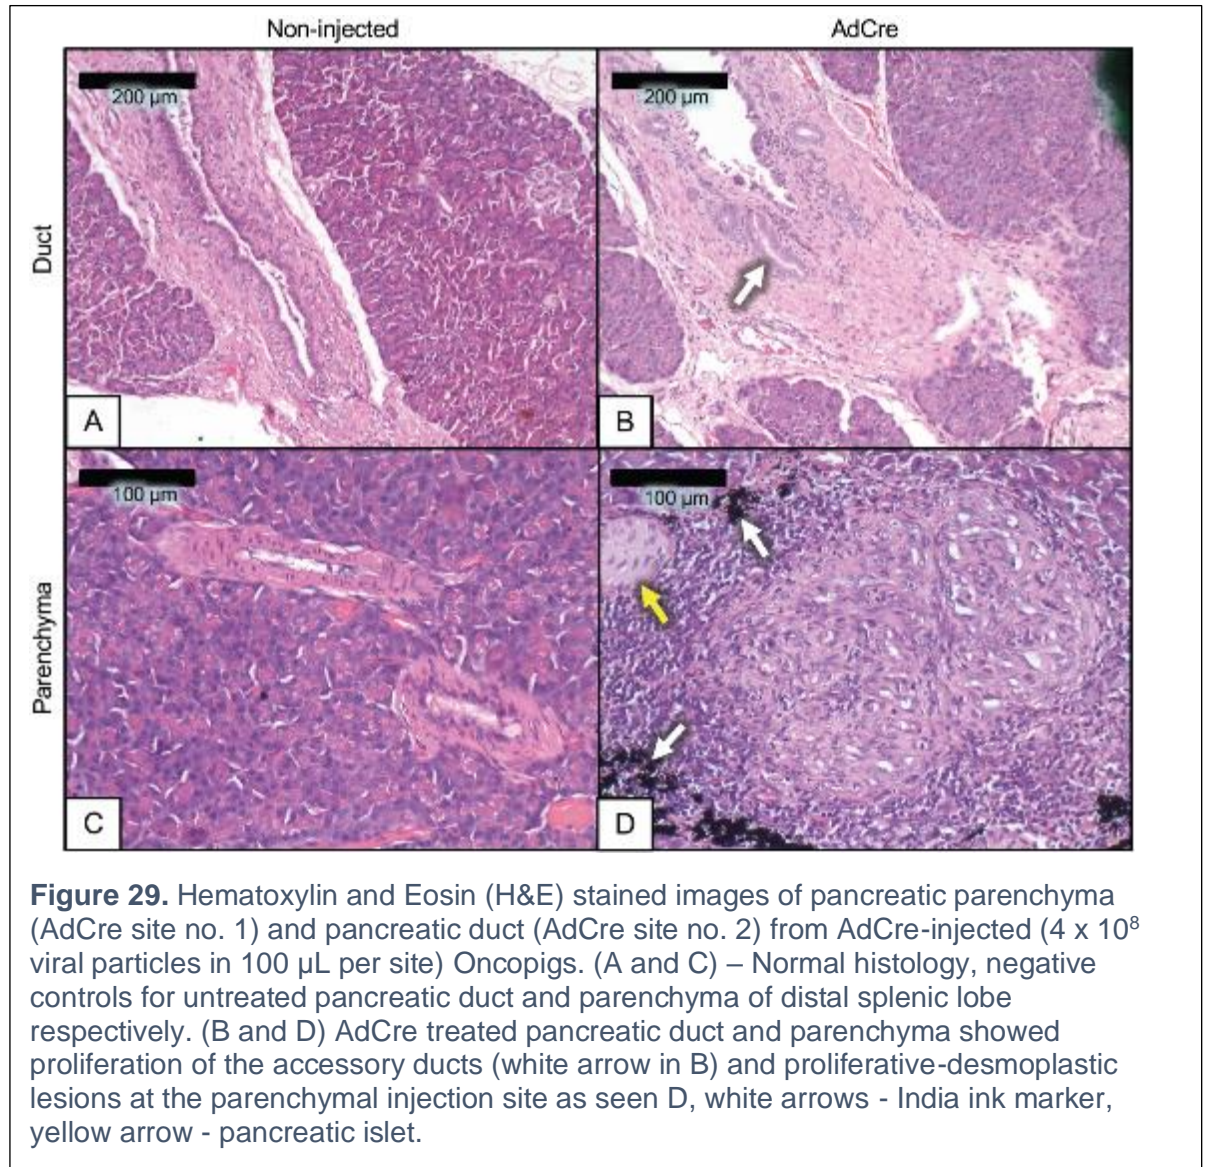 Non-injected
AdCre
Duct
200 µm
200 µm
A
B
Parenchyma
100 µm
100 µm
C
D
Figure 29. Hematoxylin and Eosin (H&E) stained images of pancreatic parenchyma
(AdCre site no. 1) and pancreatic duct (AdCre site no. 2) from AdCre-injected (4 x 10⁸
viral particles in 100 µL per site) Oncopigs. (A and C) – Normal histology, negative
controls for untreated pancreatic duct and parenchyma of distal splenic lobe
respectively. (B and D) AdCre treated pancreatic duct and parenchyma showed
proliferation of the accessory ducts (white arrow in B) and proliferative-desmoplastic
lesions at the parenchymal injection site as seen D, white arrows - India ink marker,
yellow arrow - pancreatic islet.